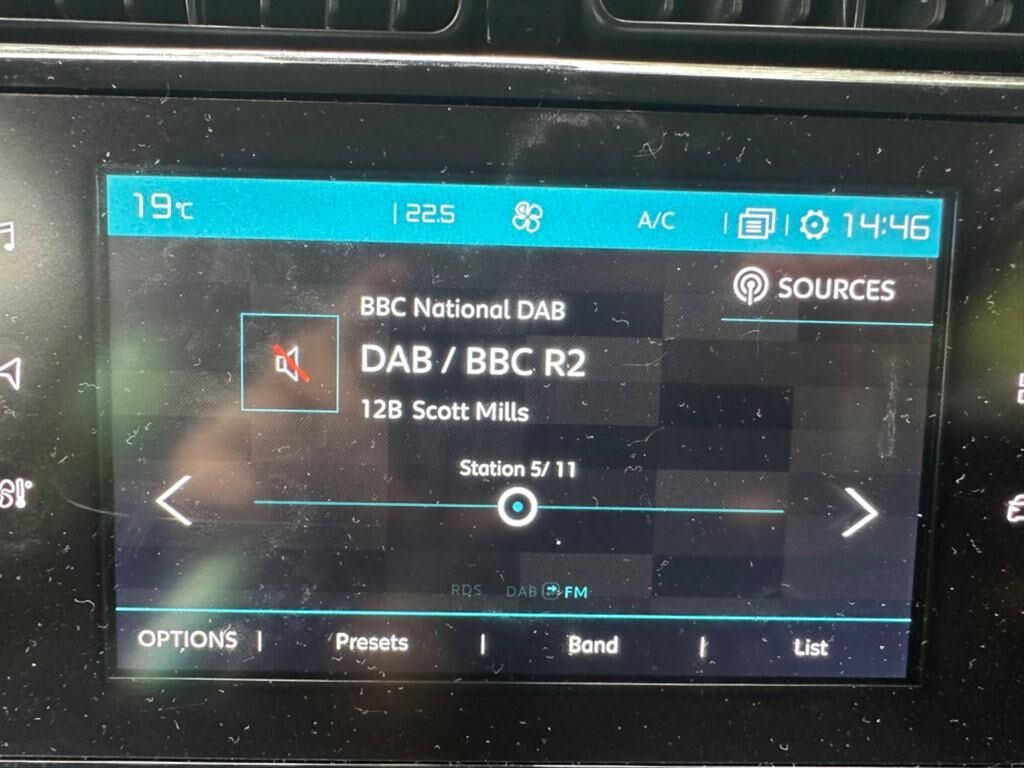 19°C | 22.5 A/C | | 14:46
SOURCES
BBC National DAB
DAB / BBC R2
12B Scott Mills
Station 5/ 11
RDS DAB FM
OPTIONS | Presets | Band | List